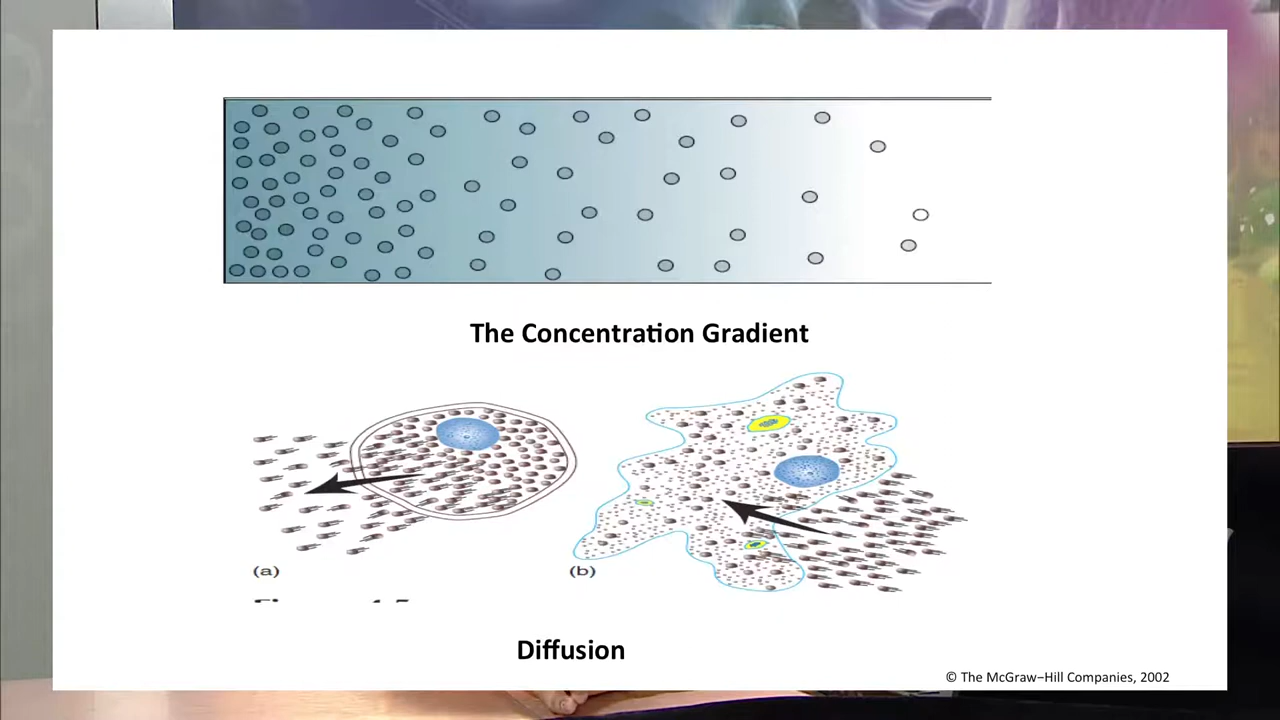 The Concentration Gradient
(a)
(b)
Diffusion
© The McGraw–Hill Companies, 2002